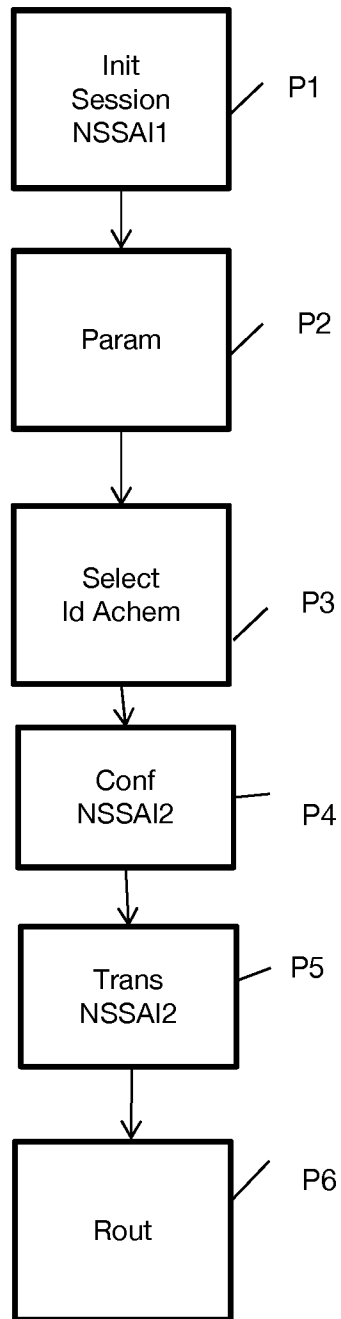 Init
Session
NSSAI1
P1
Param
P2
Select
Id Achem
P3
Conf
NSSAI2
P4
Trans
NSSAI2
P5
Rout
P6